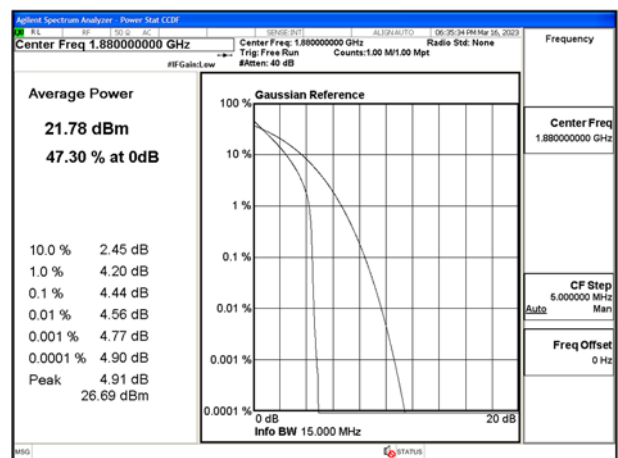 Agilent Spectrum Analyzer - Power Stat CCDF
RL RF 50 Ω AC SENSE:INT ALIGNAUTO 06:35:34 PM Mar 16, 2023
Center Freq 1.880000000 GHz
Center Freq: 1.880000000 GHz Radio Std: None
Trig: Free Run Counts:1.00 M/1.00 Mpt
#IFGain:Low #Atten: 40 dB
Frequency
Average Power
21.78 dBm
47.30 % at 0dB
10.0 % 2.45 dB
1.0 % 4.20 dB
0.1 % 4.44 dB
0.01 % 4.56 dB
0.001 % 4.77 dB
0.0001 % 4.90 dB
Peak 4.91 dB
26.69 dBm
Gaussian Reference
100 %
10 %
1 %
0.1 %
0.01 %
0.001 %
0.0001 %
0 dB 20 dB
Info BW 15.000 MHz
Center Freq
1.880000000 GHz
CF Step
5.000000 MHz
Auto Man
Freq Offset
0 Hz
MSG STATUS